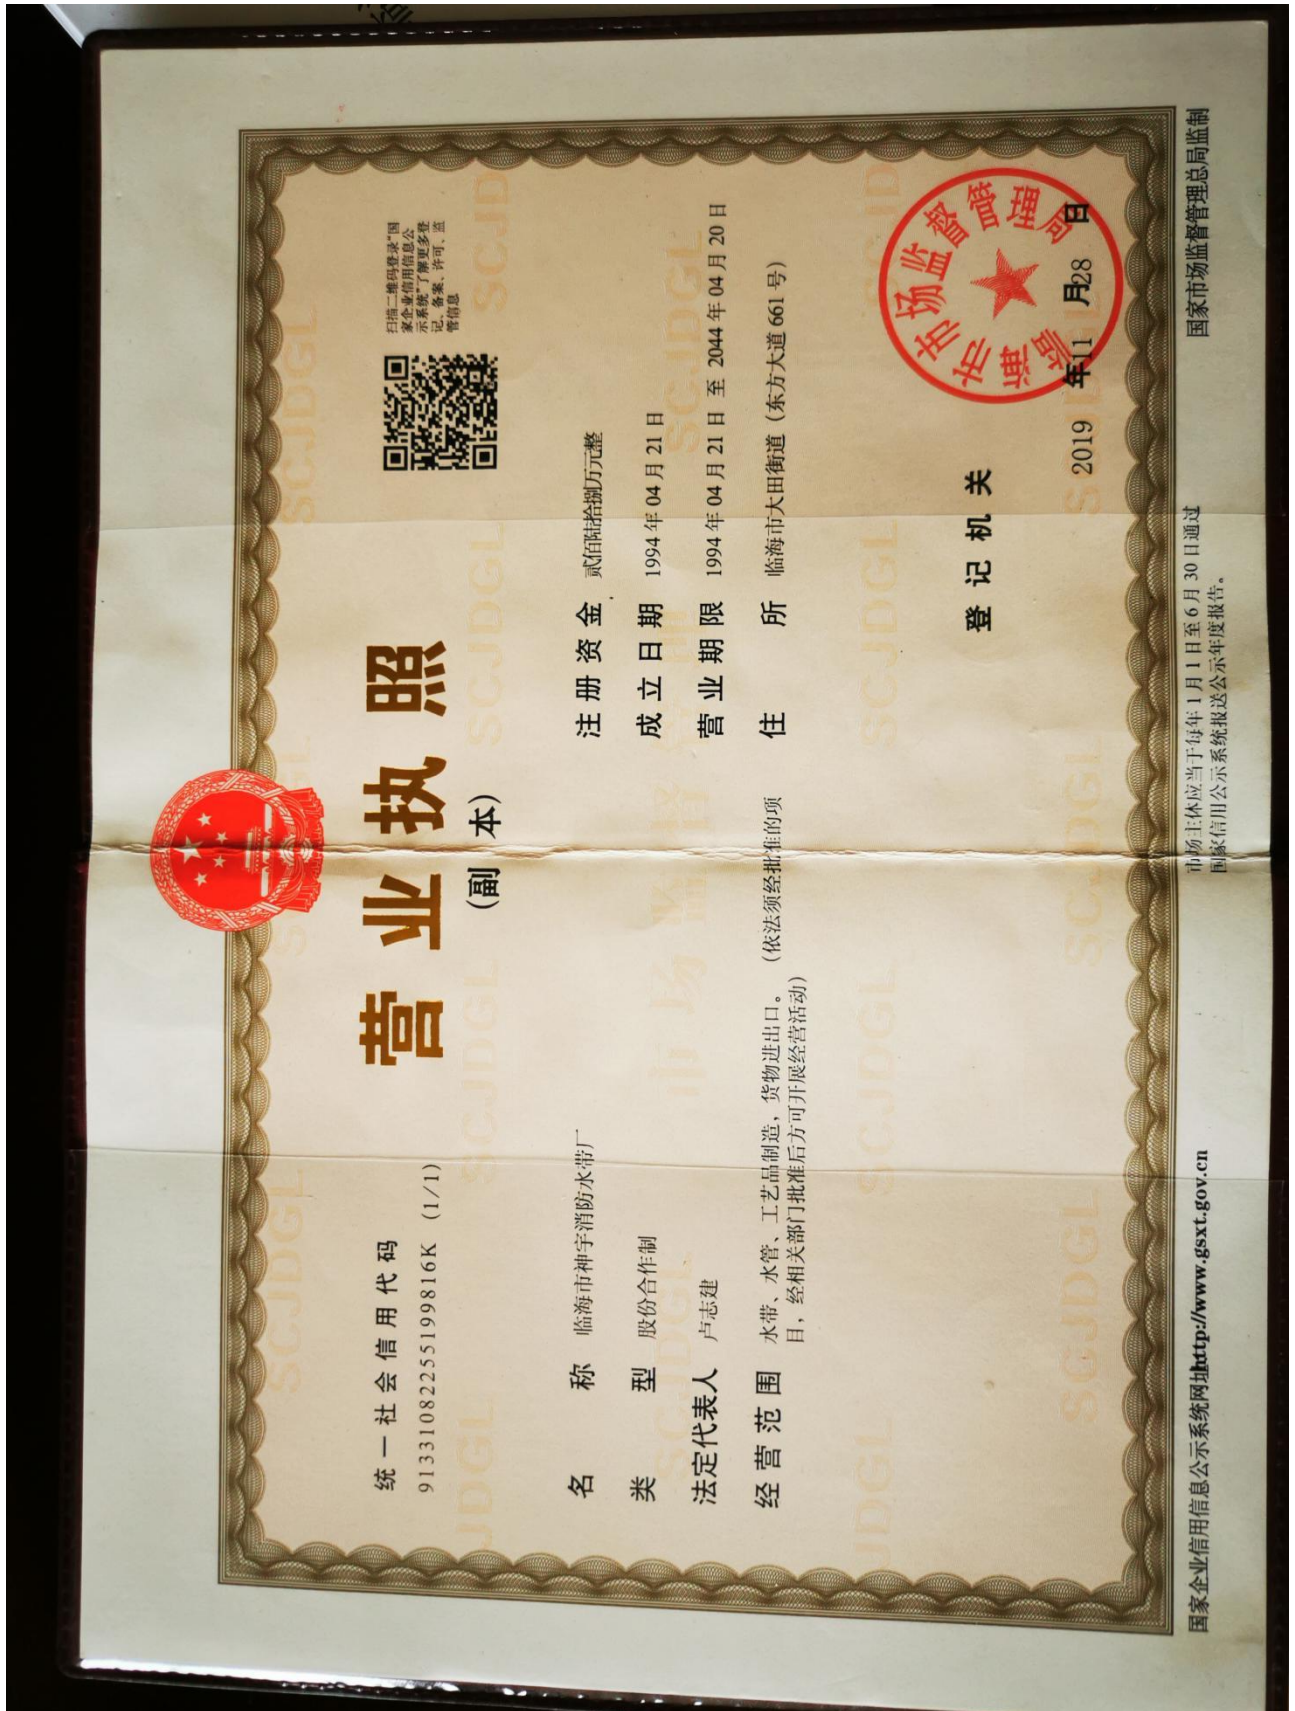 营业执照
(副 本)
统一社会信用代码
91331082255199816K (1/1)
扫描二维码登录“国
家企业信用信息公
示系统”了解更多登
记、备案、许可、监
管信息
名 称 临海市神宇消防水带厂
类 型 股份合作制
法定代表人 卢志建
经营范围 水带、水管、工艺品制造，货物进出口。（依法须经批准的项
目，经相关部门批准后方可开展经营活动）
注册资金 贰佰陆拾捌万元整
成立日期 1994年04月21日
营业期限 1994年04月21日 至 2044年04月20日
住 所 临海市大田街道（东方大道661号）
登记机关
临海市市场监督管理局
2019 年11 月28 日
国家企业信用信息公示系统网址http://www.gsxt.gov.cn
市场主体应当于每年1月1日至6月30日通过
国家信用公示系统报送公示年度报告。
国家市场监督管理总局监制